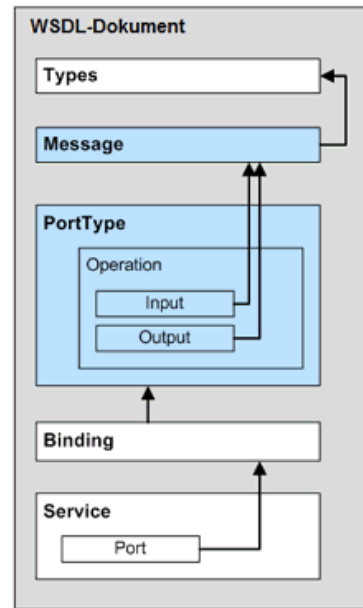 WSDL-Dokument
Types
Message
PortType
Operation
Input
Output
Binding
Service
Port